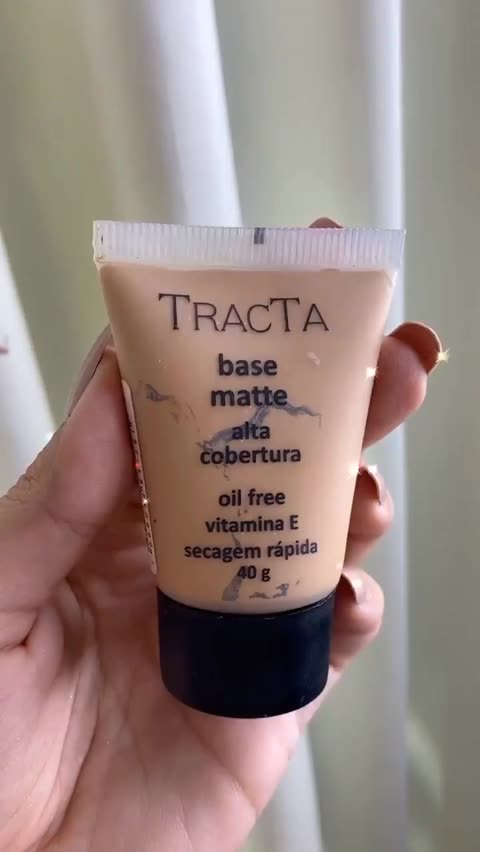 TRACTA
base
matte
alta
cobertura
oil free
vitamina E
secagem rápida
40 g